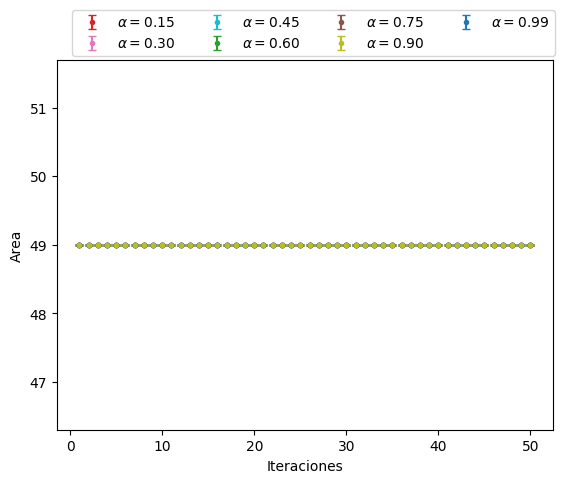 α = 0.15 α = 0.45 α = 0.75 α = 0.99
α = 0.30 α = 0.60 α = 0.90
51
50
49
48
47
Area
0 10 20 30 40 50
Iteraciones